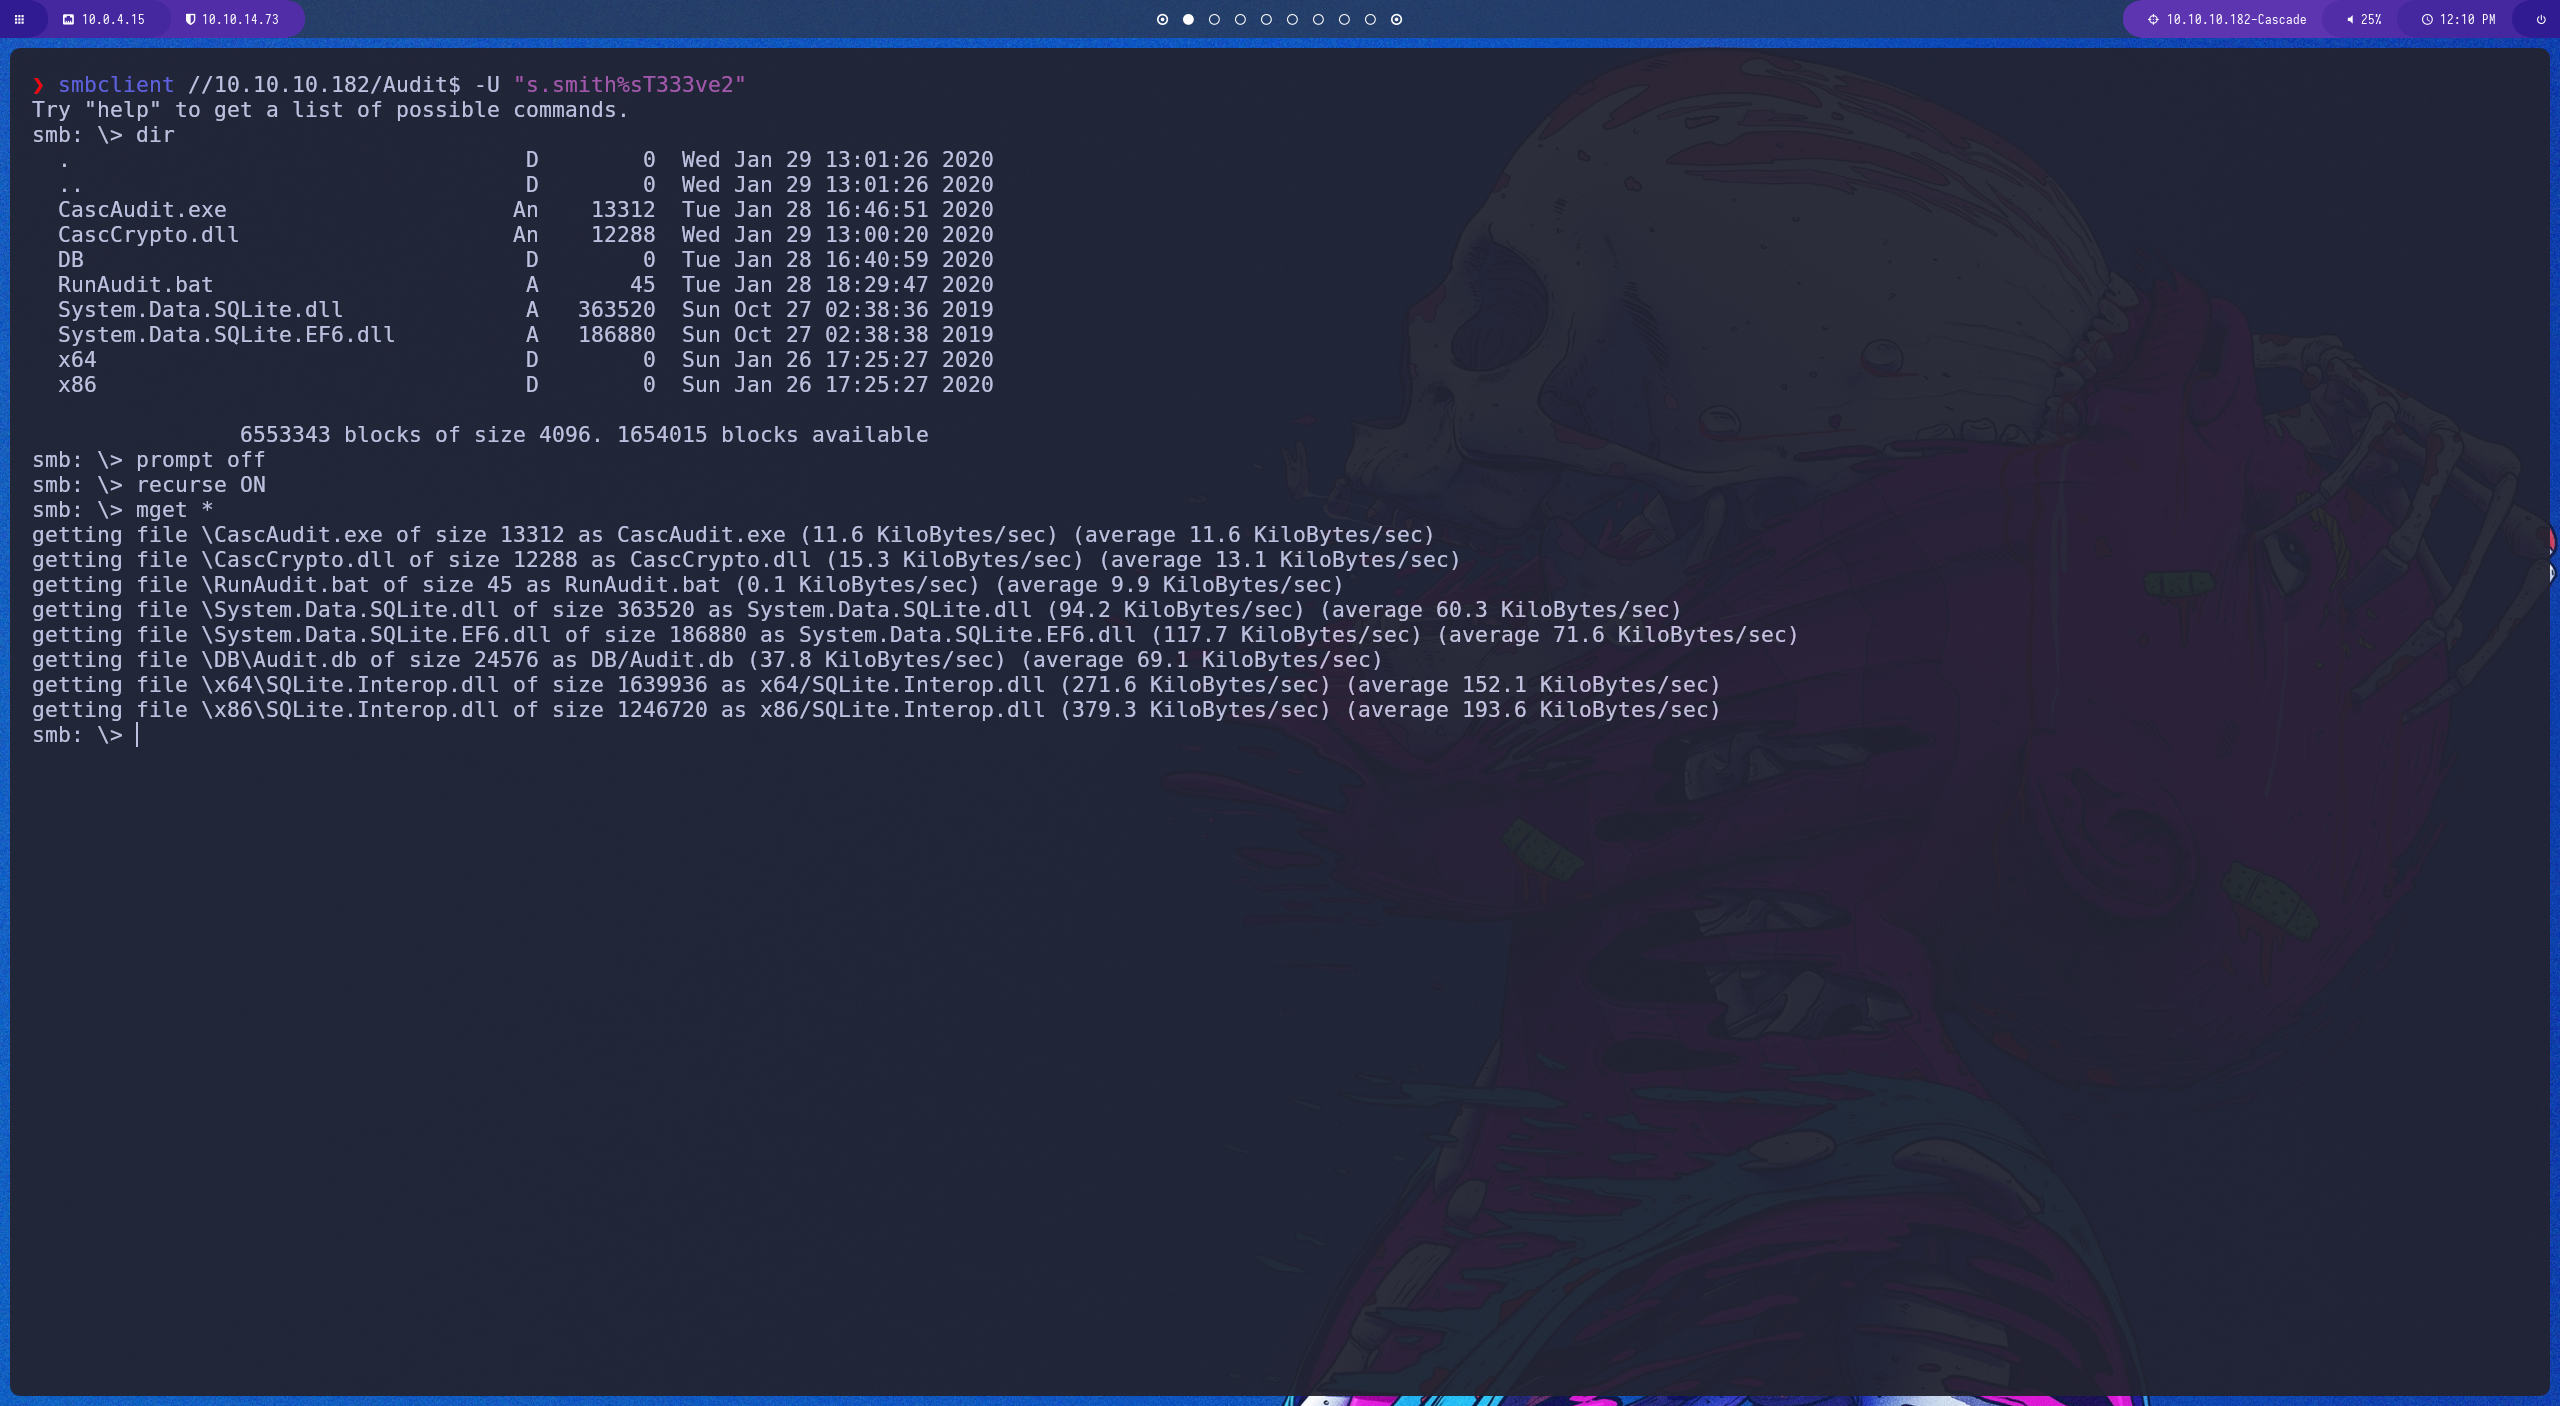 10.0.4.15 10.10.14.73 10.10.10.182-Cascade 25% 12:10 PM
❯ smbclient //10.10.10.182/Audit$ -U "s.smith%sT333ve2"
Try "help" to get a list of possible commands.
smb: \> dir
  .                                   D        0  Wed Jan 29 13:01:26 2020
  ..                                  D        0  Wed Jan 29 13:01:26 2020
  CascAudit.exe                      An    13312  Tue Jan 28 16:46:51 2020
  CascCrypto.dll                     An    12288  Wed Jan 29 13:00:20 2020
  DB                                  D        0  Tue Jan 28 16:40:59 2020
  RunAudit.bat                        A       45  Tue Jan 28 18:29:47 2020
  System.Data.SQLite.dll              A   363520  Sun Oct 27 02:38:36 2019
  System.Data.SQLite.EF6.dll          A   186880  Sun Oct 27 02:38:38 2019
  x64                                 D        0  Sun Jan 26 17:25:27 2020
  x86                                 D        0  Sun Jan 26 17:25:27 2020
                6553343 blocks of size 4096. 1654015 blocks available
smb: \> prompt off
smb: \> recurse ON
smb: \> mget *
getting file \CascAudit.exe of size 13312 as CascAudit.exe (11.6 KiloBytes/sec) (average 11.6 KiloBytes/sec)
getting file \CascCrypto.dll of size 12288 as CascCrypto.dll (15.3 KiloBytes/sec) (average 13.1 KiloBytes/sec)
getting file \RunAudit.bat of size 45 as RunAudit.bat (0.1 KiloBytes/sec) (average 9.9 KiloBytes/sec)
getting file \System.Data.SQLite.dll of size 363520 as System.Data.SQLite.dll (94.2 KiloBytes/sec) (average 60.3 KiloBytes/sec)
getting file \System.Data.SQLite.EF6.dll of size 186880 as System.Data.SQLite.EF6.dll (117.7 KiloBytes/sec) (average 71.6 KiloBytes/sec)
getting file \DB\Audit.db of size 24576 as DB/Audit.db (37.8 KiloBytes/sec) (average 69.1 KiloBytes/sec)
getting file \x64\SQLite.Interop.dll of size 1639936 as x64/SQLite.Interop.dll (271.6 KiloBytes/sec) (average 152.1 KiloBytes/sec)
getting file \x86\SQLite.Interop.dll of size 1246720 as x86/SQLite.Interop.dll (379.3 KiloBytes/sec) (average 193.6 KiloBytes/sec)
smb: \>